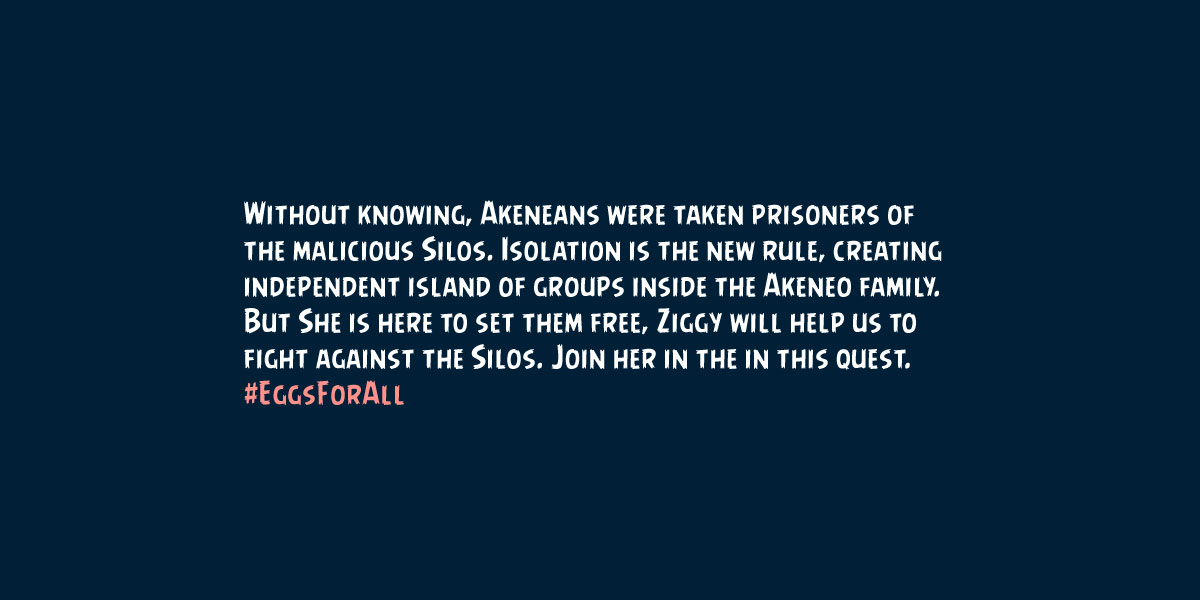 Without knowing, Akeneans were taken prisoners of
the malicious Silos. Isolation is the new rule, creating
independent island of groups inside the Akeneo family.
But She is here to set them free, Ziggy will help us to
fight against the Silos. Join her in the in this quest.
#EggsForAll